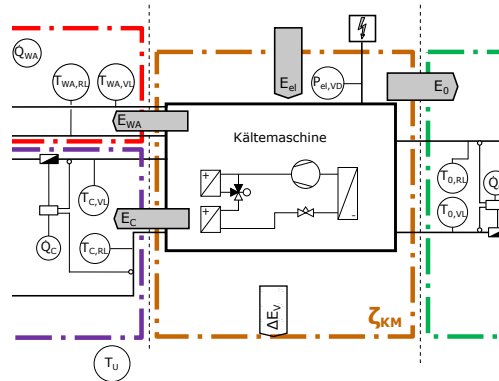 Q̇WA
TWA,RL
TWA,VL
Eel
Pel,VD
E0
EWA
Kältemaschine
TC,VL
EC
T0,RL
T0,VL
+
+
-
Q̇C
TC,RL
ΔEV
ζKM
TU